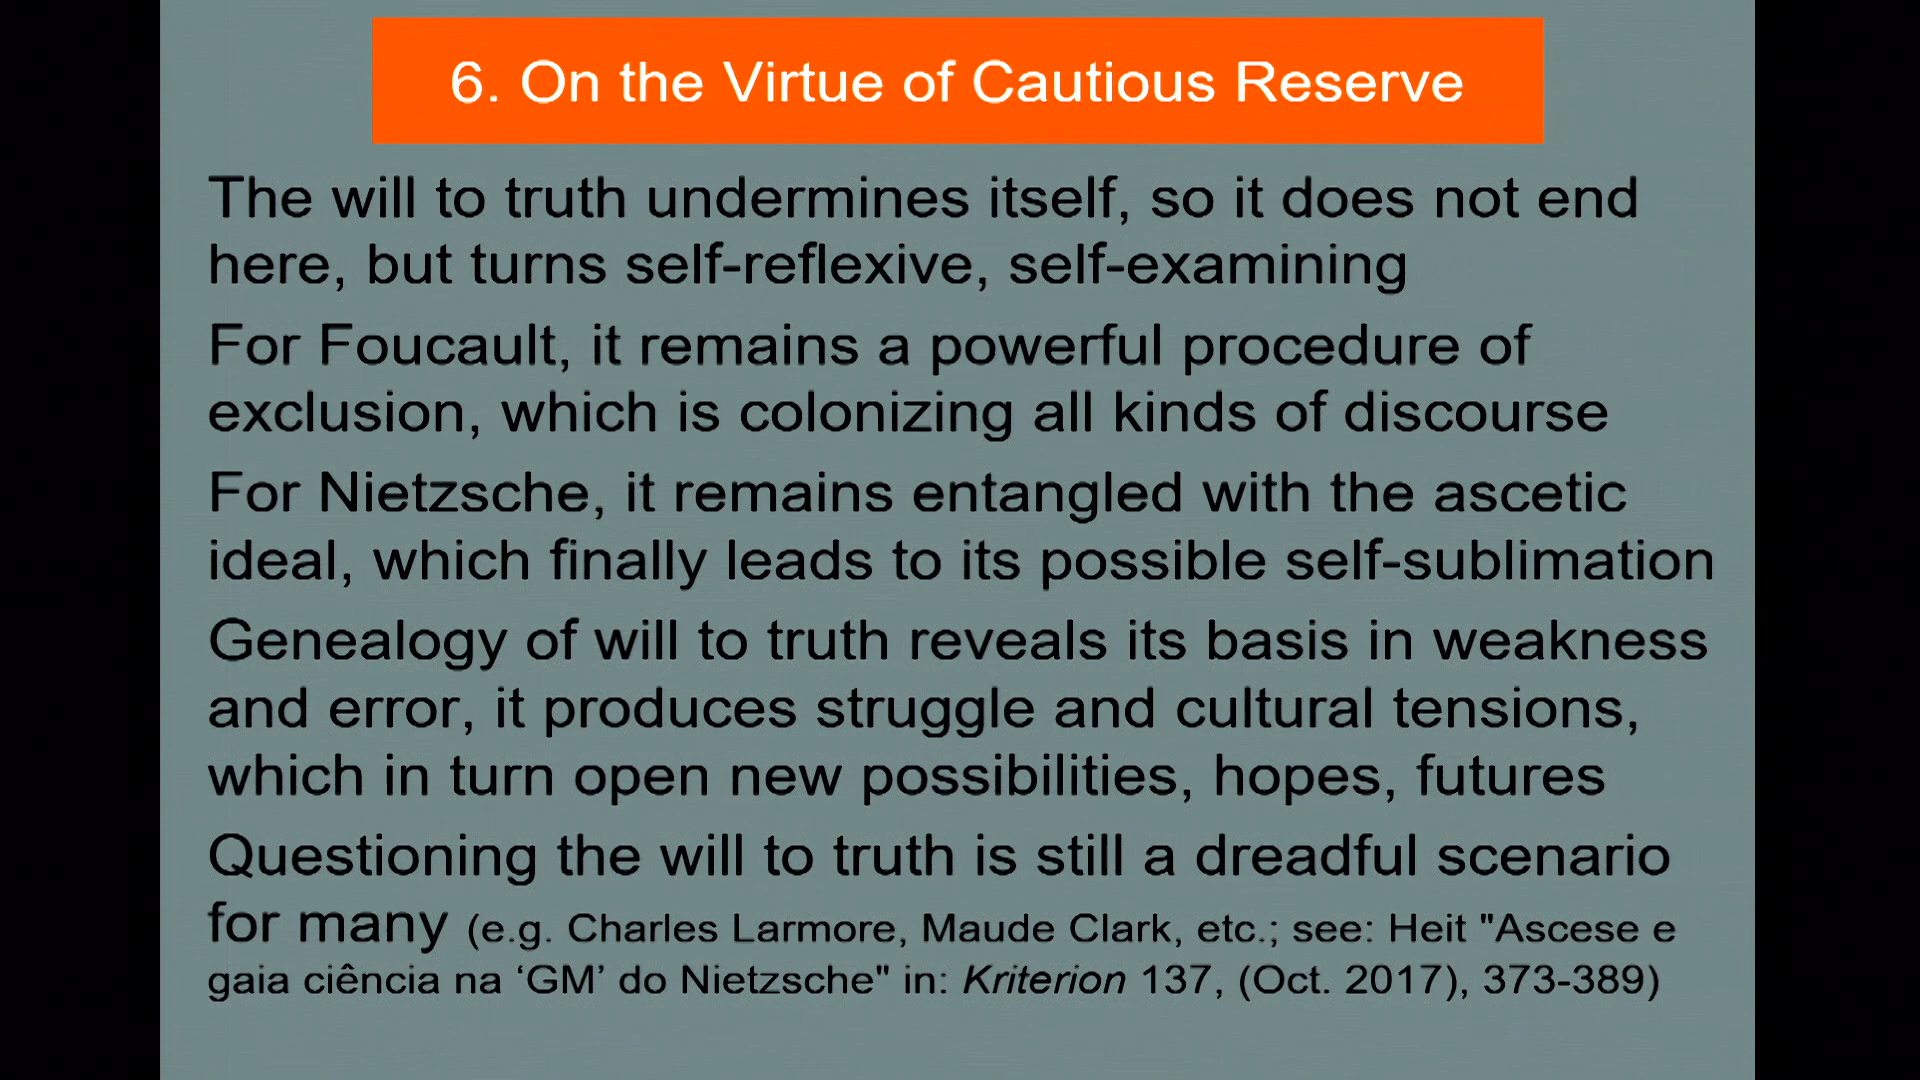 6. On the Virtue of Cautious Reserve
The will to truth undermines itself, so it does not end
here, but turns self-reflexive, self-examining
For Foucault, it remains a powerful procedure of
exclusion, which is colonizing all kinds of discourse
For Nietzsche, it remains entangled with the ascetic
ideal, which finally leads to its possible self-sublimation
Genealogy of will to truth reveals its basis in weakness
and error, it produces struggle and cultural tensions,
which in turn open new possibilities, hopes, futures
Questioning the will to truth is still a dreadful scenario
for many (e.g. Charles Larmore, Maude Clark, etc.; see: Heit "Ascese e
gaia ciência na ‘GM’ do Nietzsche" in: Kriterion 137, (Oct. 2017), 373-389)